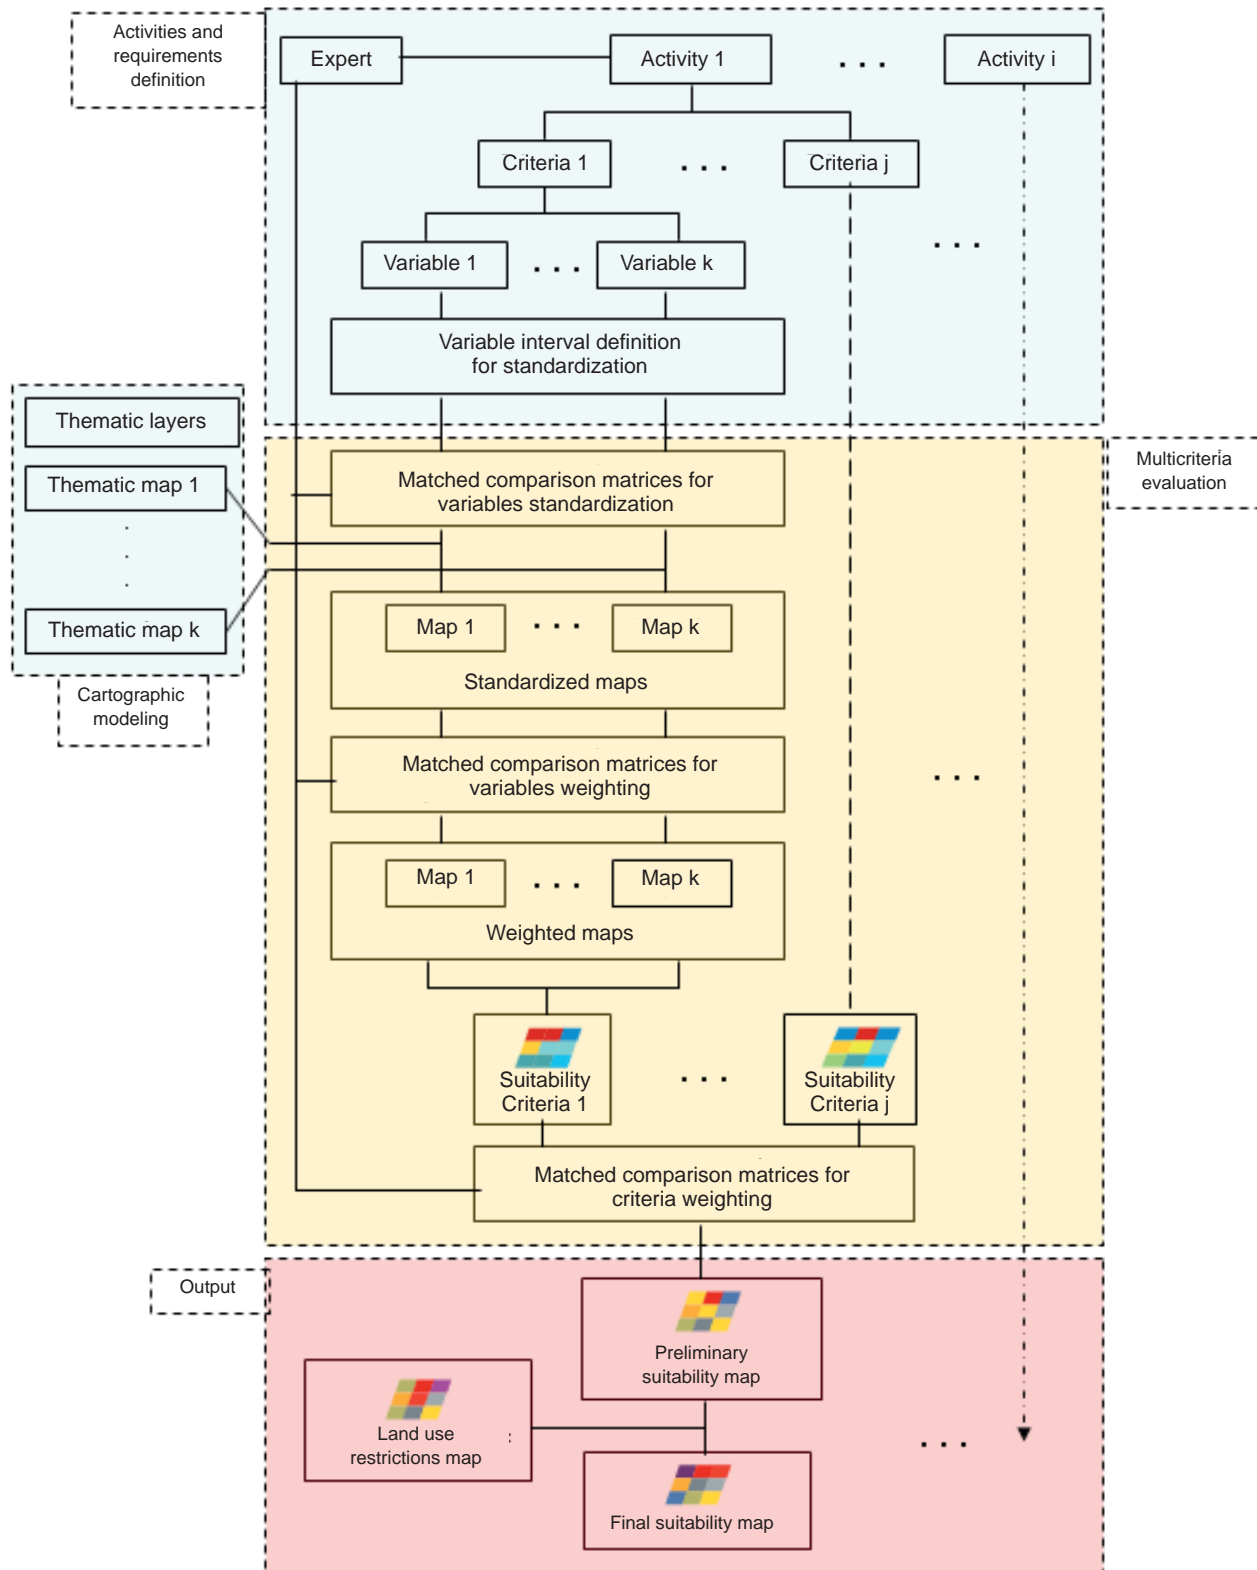 Activities and
requirements
definition
Expert
Activity 1
. . .
Activity i
Criteria 1
. . .
Criteria j
Variable 1
. . .
Variable k
. . .
Variable interval definition
for standardization
Thematic layers
Thematic map 1
.
.
.
Thematic map k
Cartographic
modeling
Multicriteria
evaluation
Matched comparison matrices for
variables standardization
Map 1
. . .
Map k
Standardized maps
Matched comparison matrices for
variables weighting
. . .
Map 1
. . .
Map k
Weighted maps
Suitability
Criteria 1
. . .
Suitability
Criteria j
Matched comparison matrices for
criteria weighting
Output
Preliminary
suitability map
Land use
restrictions map
:
. . .
Final suitability map